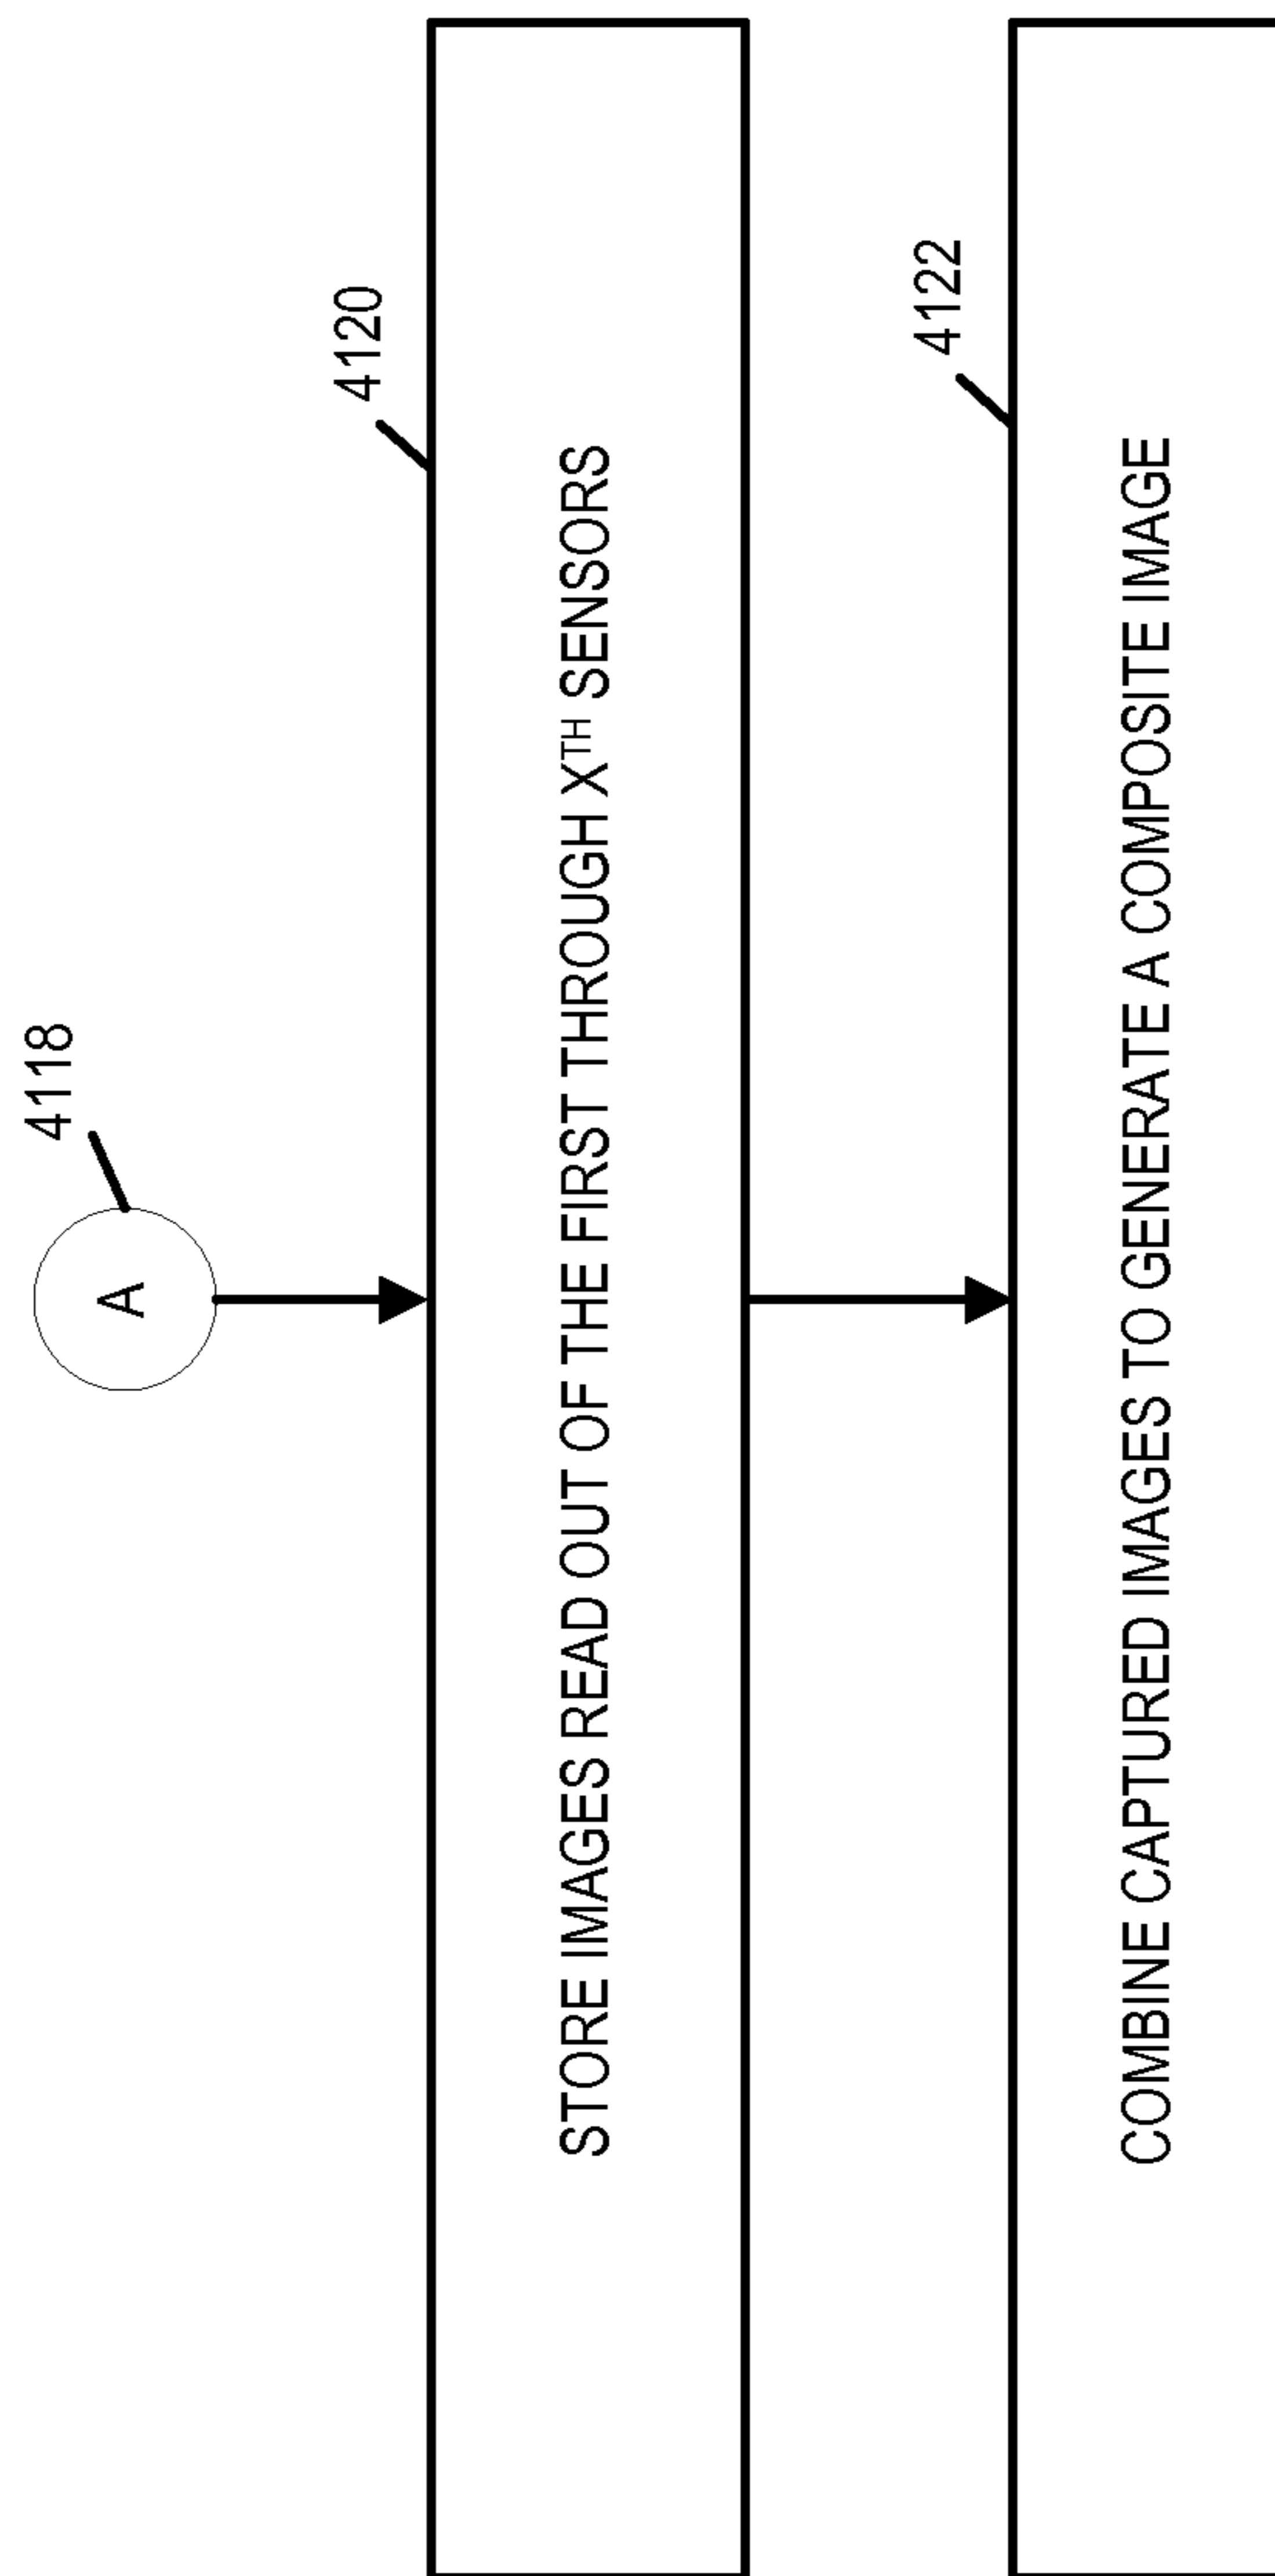 4118
A
4120
STORE IMAGES READ OUT OF THE FIRST THROUGH XTH SENSORS
4122
COMBINE CAPTURED IMAGES TO GENERATE A COMPOSITE IMAGE